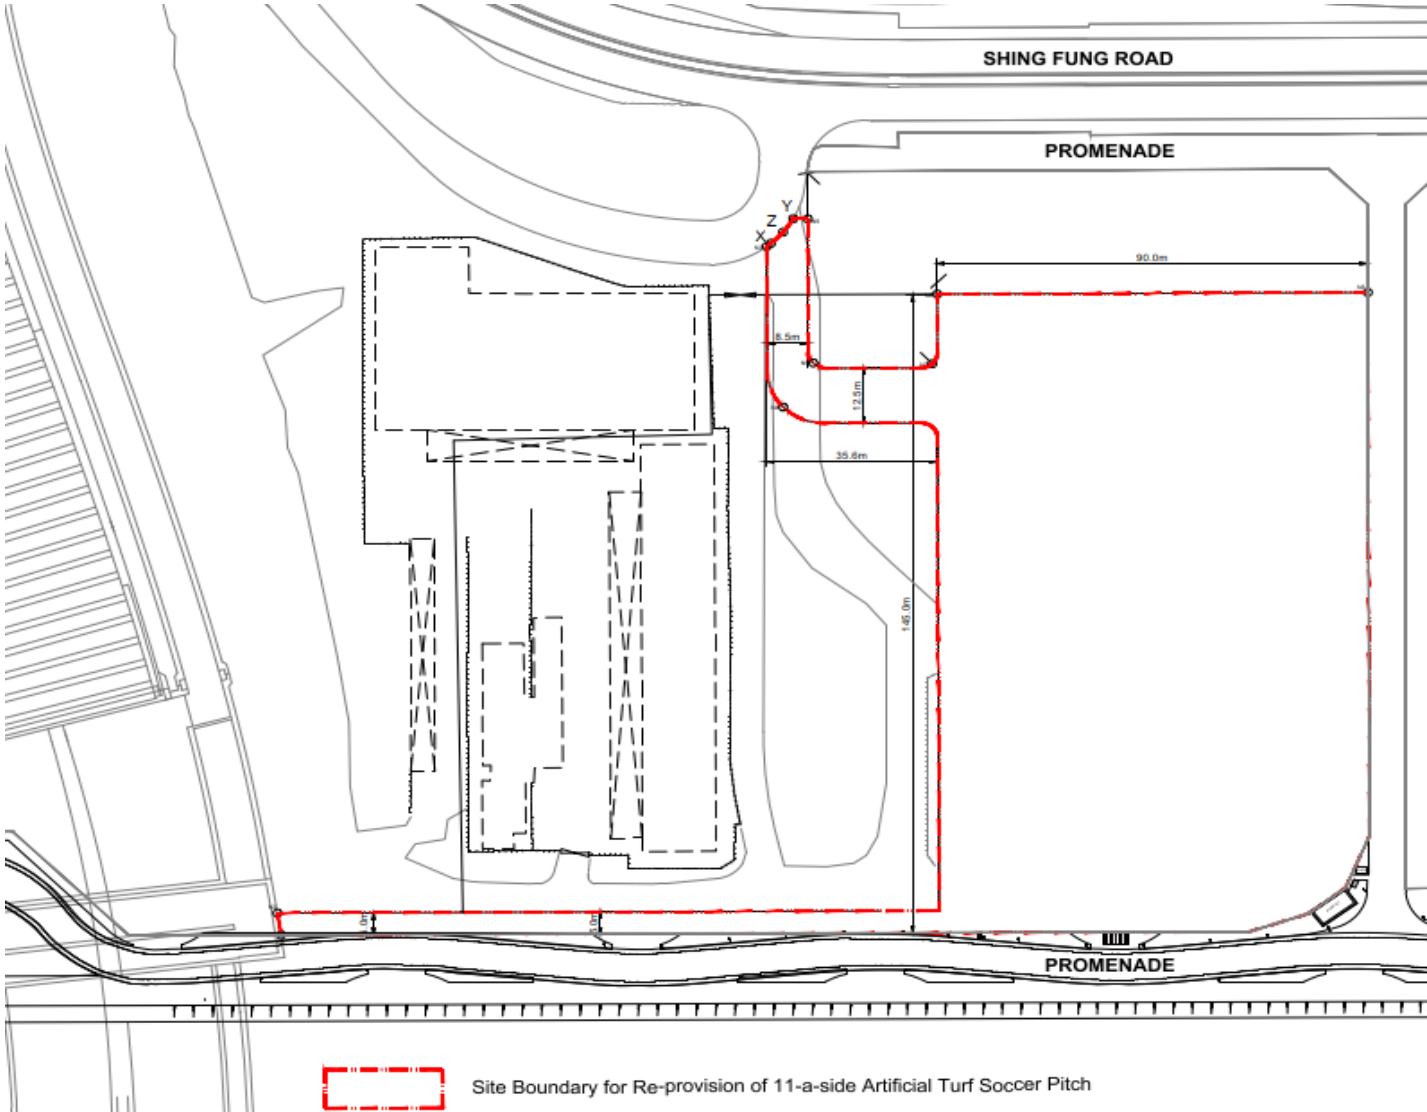 SHING FUNG ROAD
PROMENADE
Y
Z
X
90.0m
8.5m
12.5m
35.6m
145.0m
PROMENADE
Site Boundary for Re-provision of 11-a-side Artificial Turf Soccer Pitch